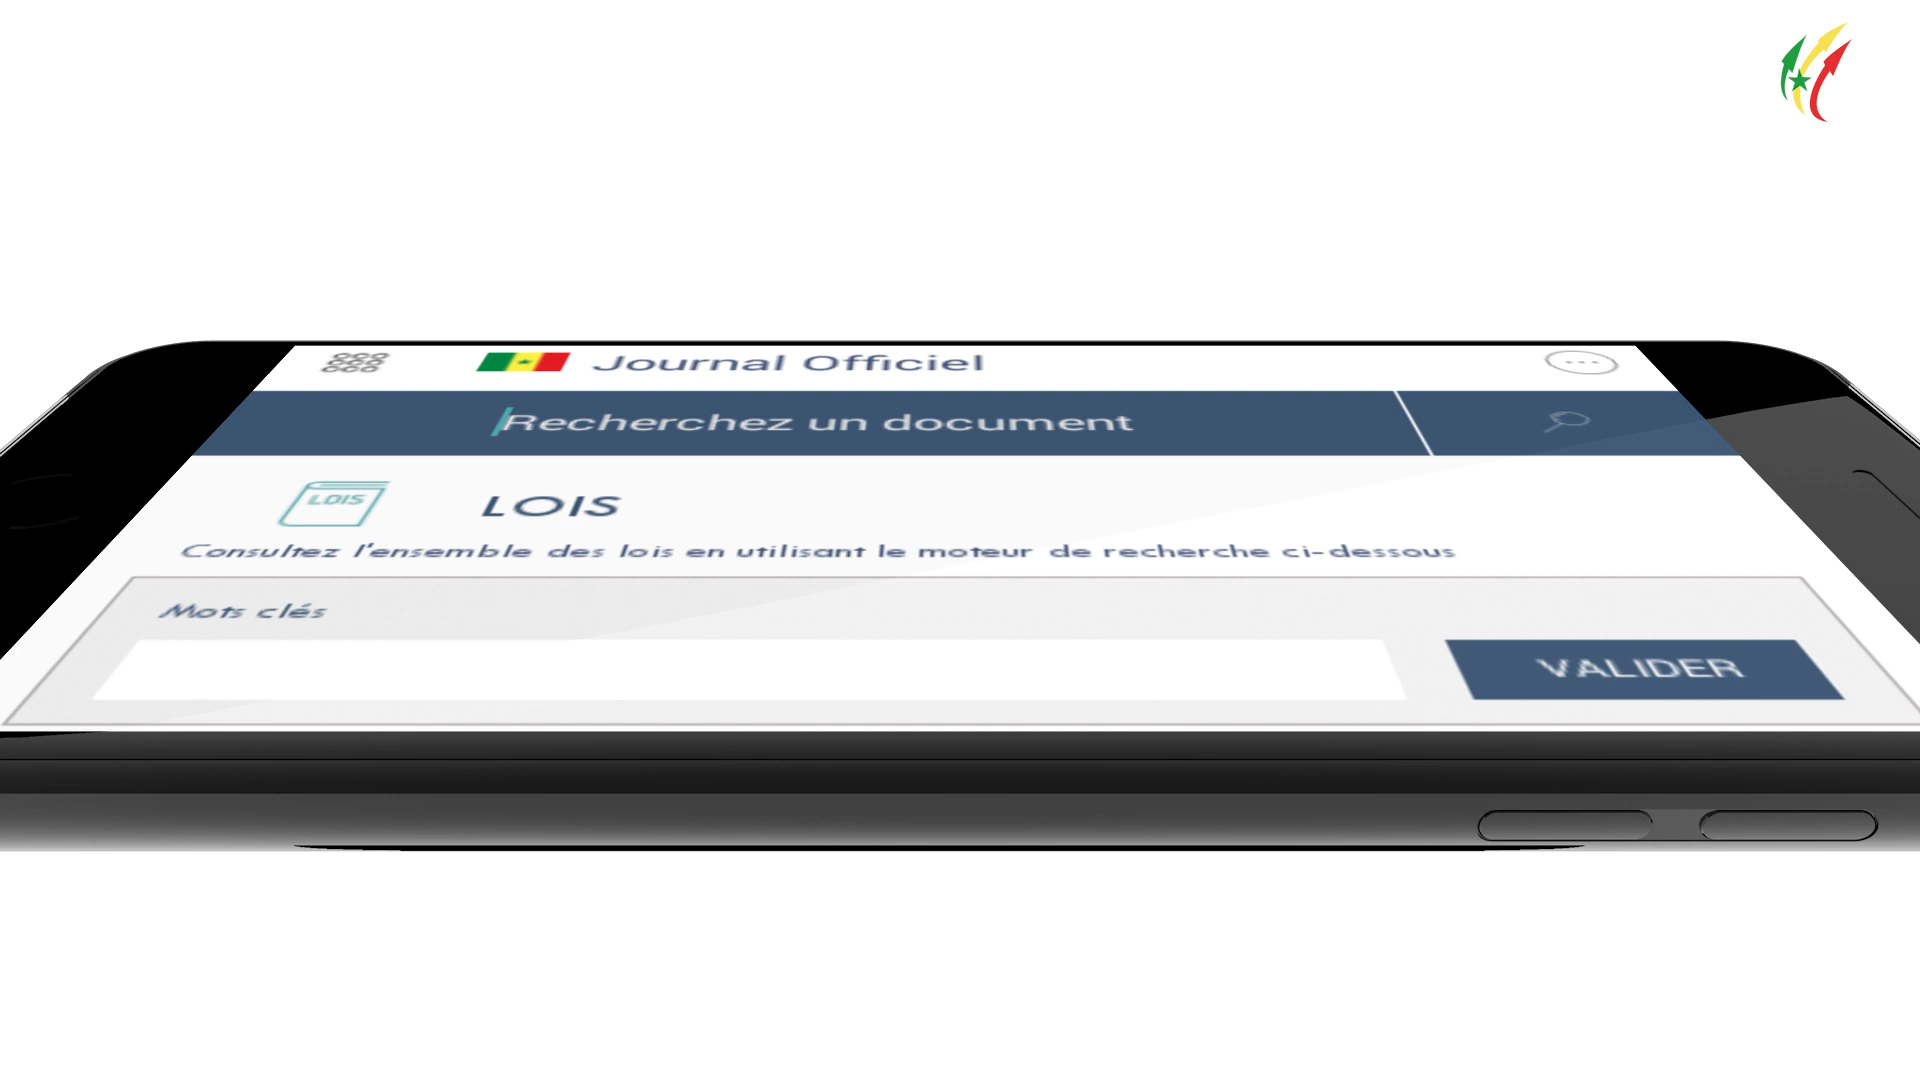 Journal Officiel
Recherchez un document
LOIS
LOIS
Consultez l'ensemble des lois en utilisant le moteur de recherche ci-dessous
Mots clés
VALIDER